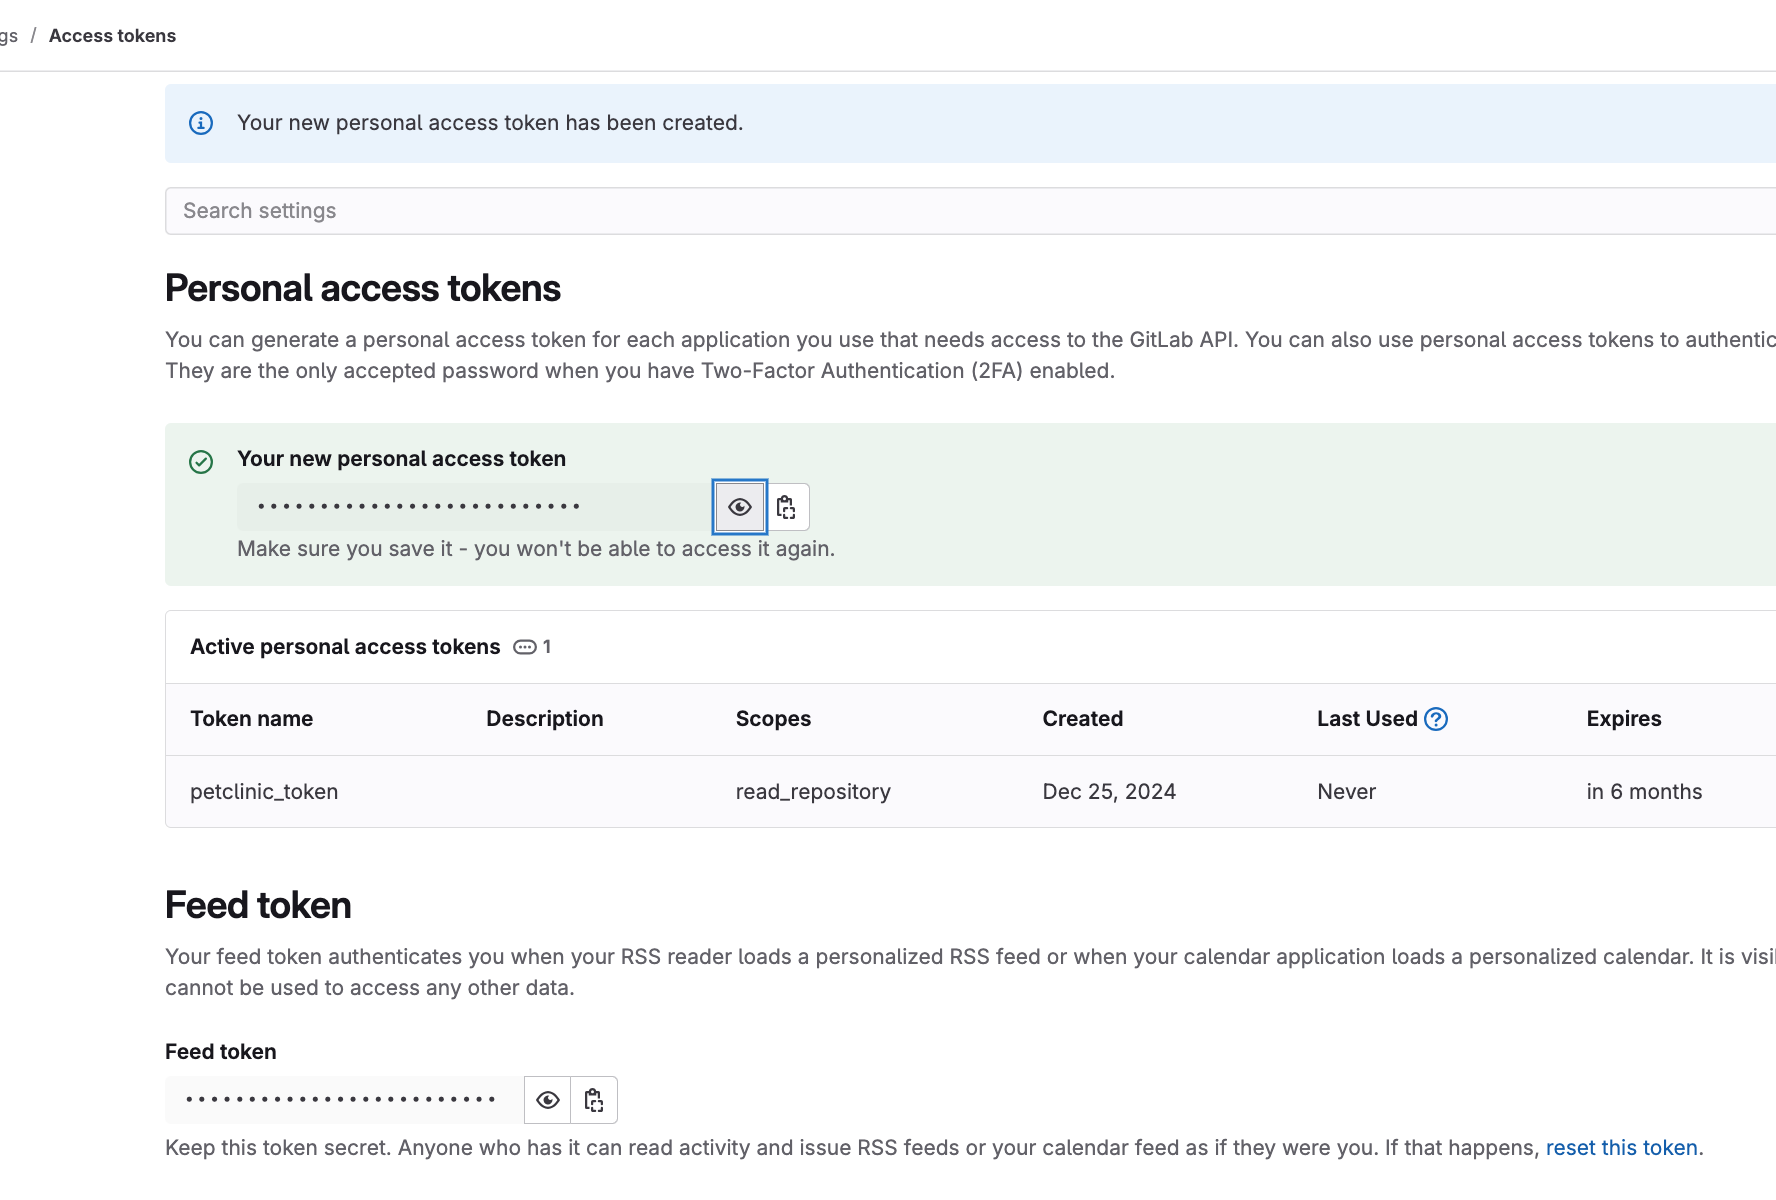 gs / Access tokens
Your new personal access token has been created.
Search settings
Personal access tokens
You can generate a personal access token for each application you use that needs access to the GitLab API. You can also use personal access tokens to authentic
They are the only accepted password when you have Two-Factor Authentication (2FA) enabled.
Your new personal access token
Make sure you save it - you won't be able to access it again.
Active personal access tokens 1
Token name Description Scopes Created Last Used Expires
petclinic_token read_repository Dec 25, 2024 Never in 6 months
Feed token
Your feed token authenticates you when your RSS reader loads a personalized RSS feed or when your calendar application loads a personalized calendar. It is visi
cannot be used to access any other data.
Feed token
Keep this token secret. Anyone who has it can read activity and issue RSS feeds or your calendar feed as if they were you. If that happens, reset this token.